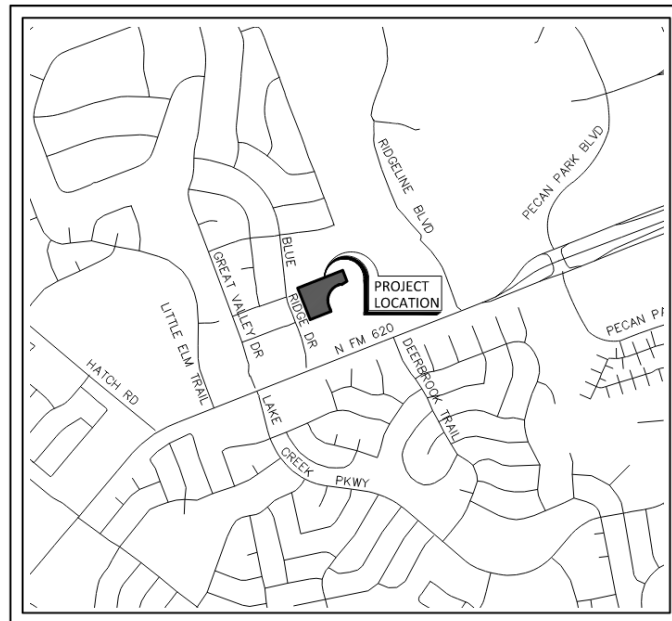 RIDGELINE BLVD
PECAN PARK BLVD
BLUE
RIDGE DR
GREAT VALLEY DR
PROJECT
LOCATION
LITTLE ELM TRAIL
N FM 620
DEERBROOK TRAIL
PECAN PA
HATCH RD
LAKE
CREEK
PKWY